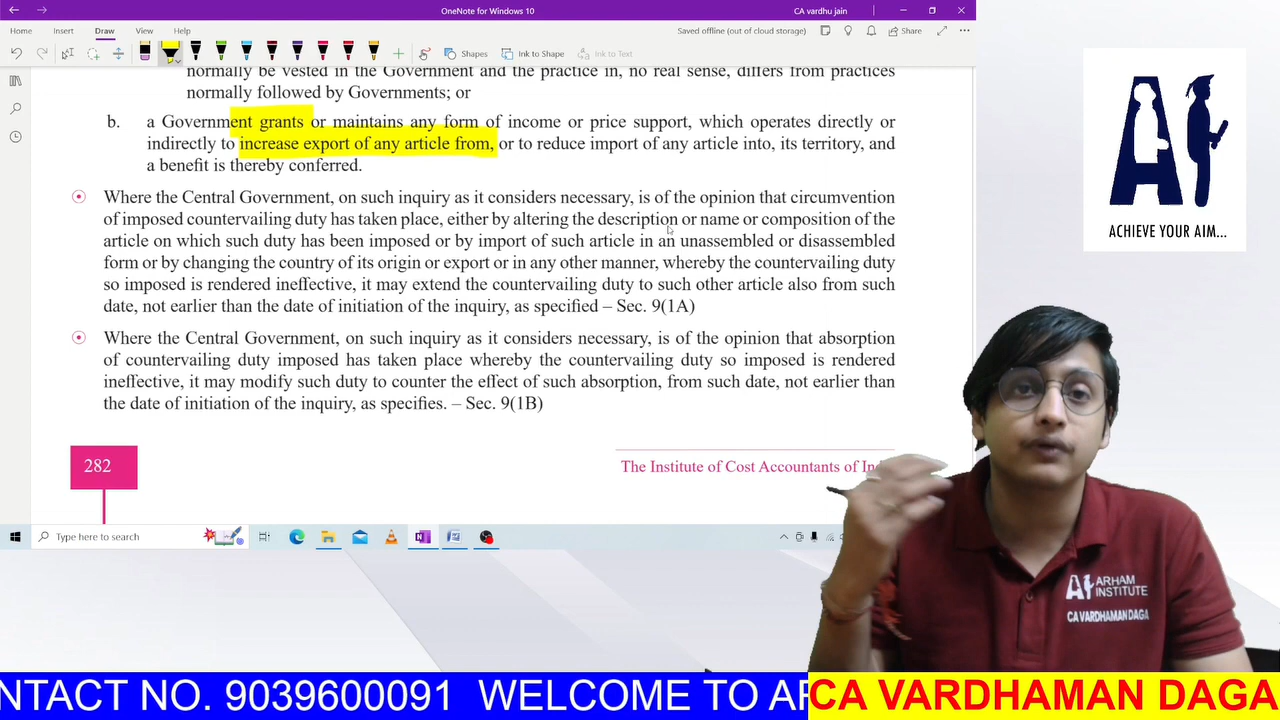 OneNote for Windows 10
CA vardhu jain
Home Insert Draw View Help
Saved offline (out of cloud storage) Share
Shapes Ink to Shape Ink to Text
normally be vested in the Government and the practice in, no real sense, differs from practices
normally followed by Governments; or
b. a Government grants or maintains any form of income or price support, which operates directly or
indirectly to increase export of any article from, or to reduce import of any article into, its territory, and
a benefit is thereby conferred.
Where the Central Government, on such inquiry as it considers necessary, is of the opinion that circumvention
of imposed countervailing duty has taken place, either by altering the description or name or composition of the
article on which such duty has been imposed or by import of such article in an unassembled or disassembled
form or by changing the country of its origin or export or in any other manner, whereby the countervailing duty
so imposed is rendered ineffective, it may extend the countervailing duty to such other article also from such
date, not earlier than the date of initiation of the inquiry, as specified – Sec. 9(1A)
Where the Central Government, on such inquiry as it considers necessary, is of the opinion that absorption
of countervailing duty imposed has taken place whereby the countervailing duty so imposed is rendered
ineffective, it may modify such duty to counter the effect of such absorption, from such date, not earlier than
the date of initiation of the inquiry, as specifies. – Sec. 9(1B)
282
The Institute of Cost Accountants of In
Type here to search
A
ACHIEVE YOUR AIM...
ARHAM
INSTITUTE
CA VARDHAMAN DAGA
NTACT NO. 9039600091 WELCOME TO AR
CA VARDHAMAN DAGA